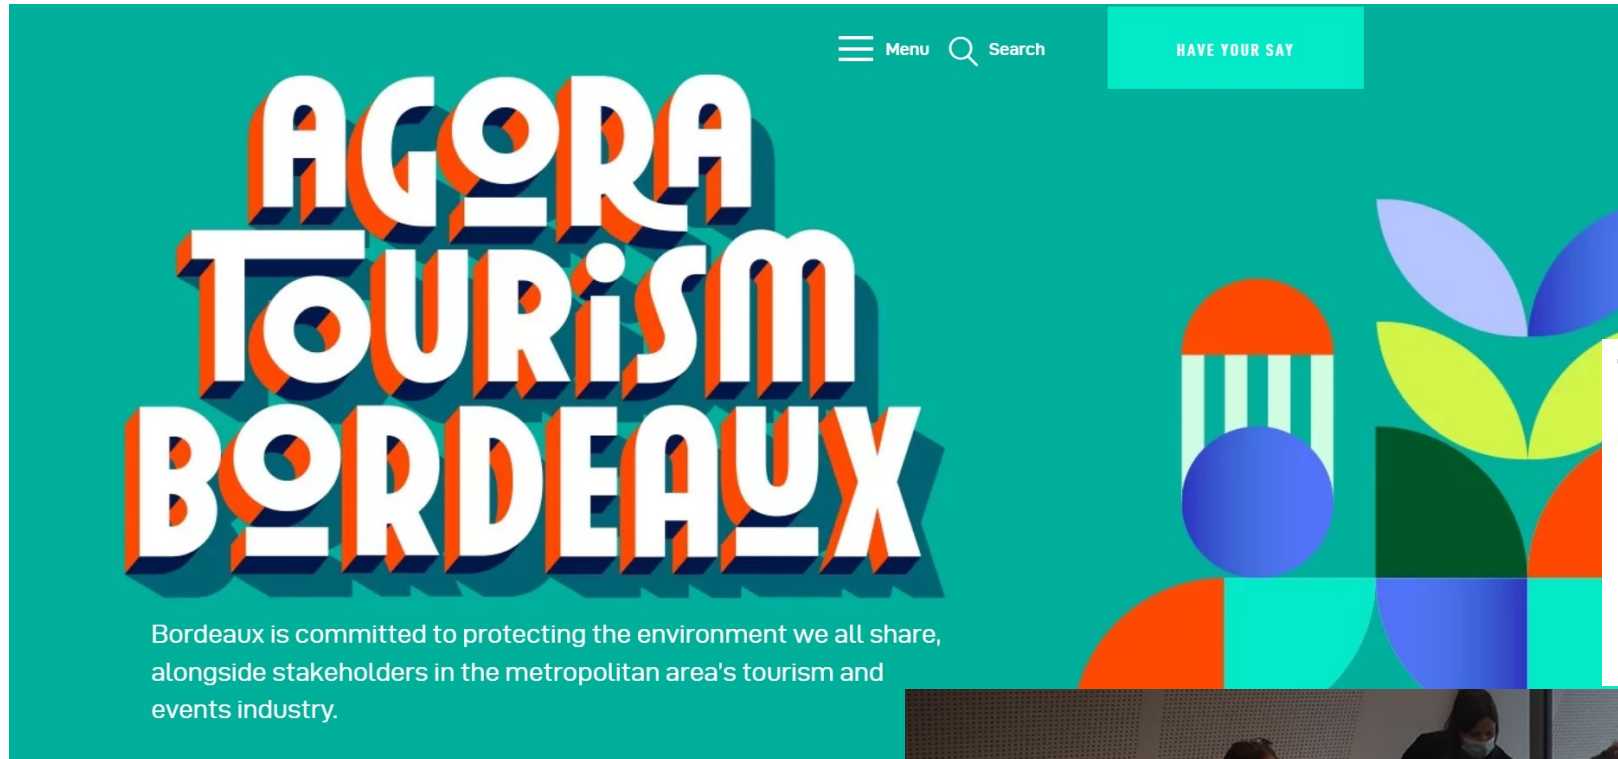 Menu
Search
HAVE YOUR SAY
AGORA
TOURiSM
BORDEAUX
Bordeaux is committed to protecting the environment we all share,
alongside stakeholders in the metropolitan area's tourism and
events industry.